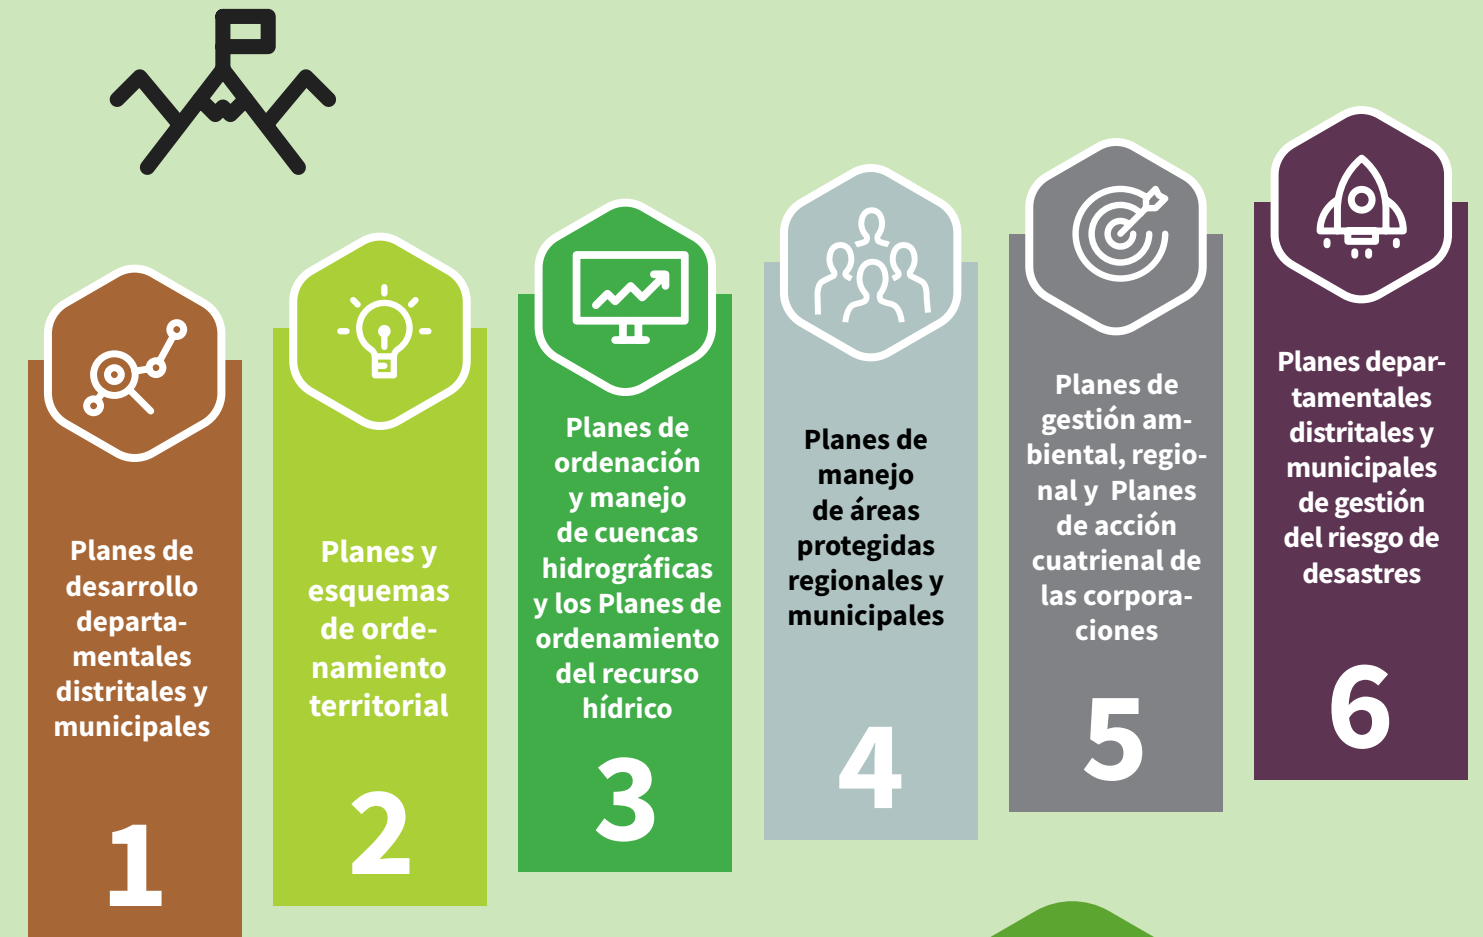 Planes de
desarrollo
departa-
mentales
distritales y
municipales
1
Planes y
esquemas
de orde-
namiento
territorial
2
Planes de
ordenación
y manejo
de cuencas
hidrográficas
y los Planes de
ordenamiento
del recurso
hídrico
3
Planes de
manejo
de áreas
protegidas
regionales y
municipales
4
Planes de
gestión am-
biental, regio-
nal y  Planes
de acción
cuatrienal de
las corpora-
ciones
5
Planes depar-
tamentales
distritales y
municipales
de gestión
del riesgo de
desastres
6